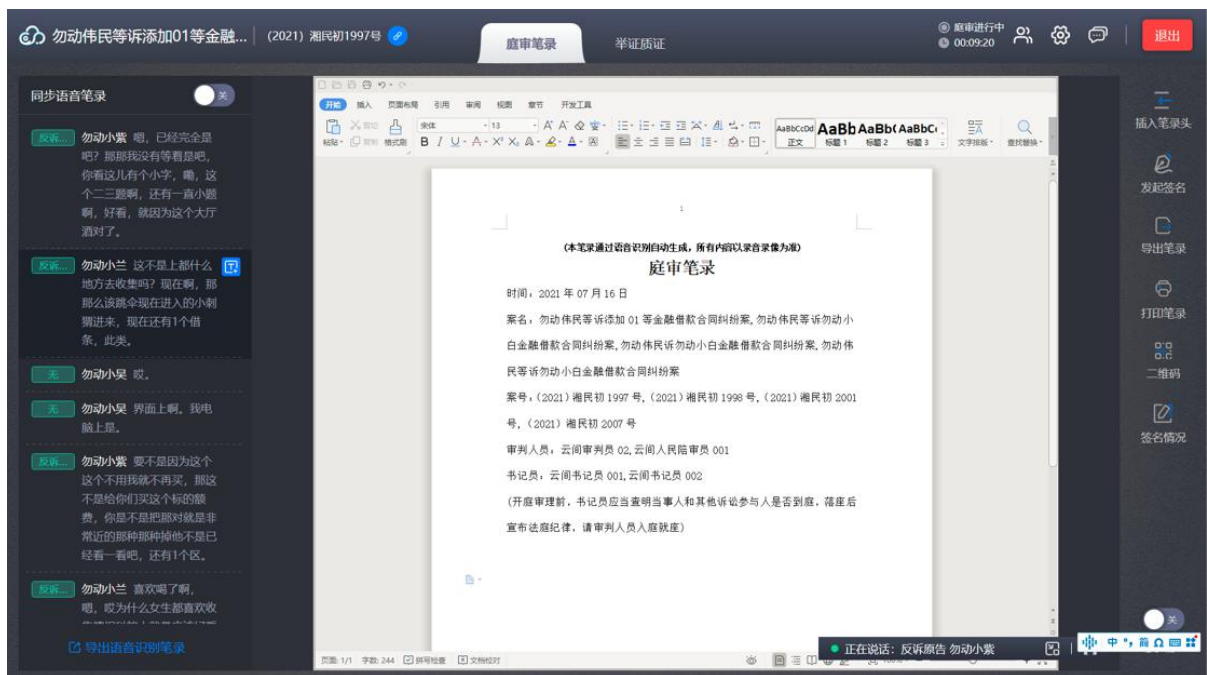 勿动伟民等诉添加01等金融... (2021) 湘民初1997号
庭审笔录
举证质证
庭审进行中
00:09:20
退出
同步语音笔录
关
反诉... 勿动小紫 嗯，已经完全是
吧？那那我没有等着是吧，
你看这儿有个小字，嘞，这
个二三题啊，还有一直小题
啊，好看，就因为这个大厅
酒对了。
反诉... 勿动小兰 这不是上都什么
地方去收集吗？现在啊，那
那么该跳伞现在进入的小刺
猬进来，现在还有1个借
条，此类。
无 勿动小吴 哎。
无 勿动小吴 界面上啊。我电
脑上是。
反诉... 勿动小紫 要不是因为这个
这个不用我就不再买，那这
不是给你们买这个标的额
费，你是不是把那对就是非
常近的那种那种掉他不是已
经看一看吧，还有1个区。
反诉... 勿动小兰 喜欢喝了啊，
嗯，哎为什么女生都喜欢收
导出语音识别笔录
开始 插入 页面布局 引用 审阅 视图 章节 开发工具
粘贴 格式刷
宋体 13
AaBbCcDd AaBb AaBb( AaBbC
正文 标题 1 标题 2 标题 3
文字排版 查找替换
1
(本笔录通过语音识别自动生成，所有内容以录音录像为准)
庭审笔录
时间：2021 年 07 月 16 日
案名：勿动伟民等诉添加 01 等金融借款合同纠纷案, 勿动伟民等诉勿动小
白金融借款合同纠纷案, 勿动伟民诉勿动小白金融借款合同纠纷案, 勿动伟
民等诉勿动小白金融借款合同纠纷案
案号：(2021) 湘民初 1997 号, (2021) 湘民初 1998 号, (2021) 湘民初 2001
号, (2021) 湘民初 2007 号
审判人员：云间审判员 02, 云间人民陪审员 001
书记员：云间书记员 001, 云间书记员 002
(开庭审理前，书记员应当查明当事人和其他诉讼参与人是否到庭，落座后
宣布法庭纪律，请审判人员入庭就座)
页面: 1/1 字数: 244 拼写检查 文档校对
正在说话：反诉原告 勿动小紫
插入笔录头
发起签名
导出笔录
打印笔录
二维码
签名情况
关
中 简